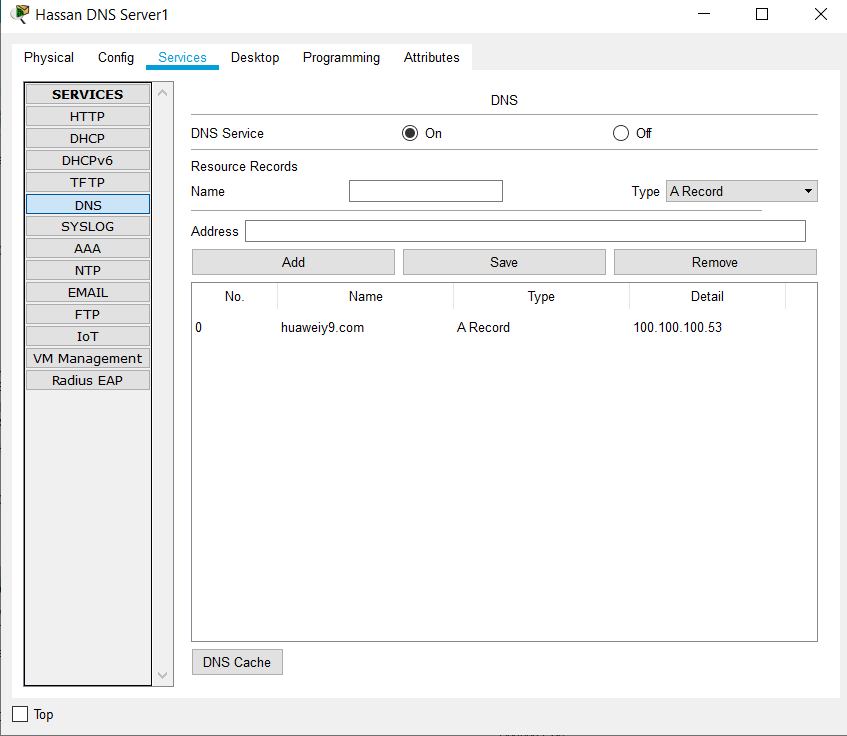 Hassan DNS Server1
Physical Config Services Desktop Programming Attributes
SERVICES
HTTP
DHCP
DHCPv6
TFTP
DNS
SYSLOG
AAA
NTP
EMAIL
FTP
IoT
VM Management
Radius EAP
DNS
DNS Service On Off
Resource Records
Name Type A Record
Address
Add Save Remove
No. Name Type Detail
0 huaweiy9.com A Record 100.100.100.53
DNS Cache
Top